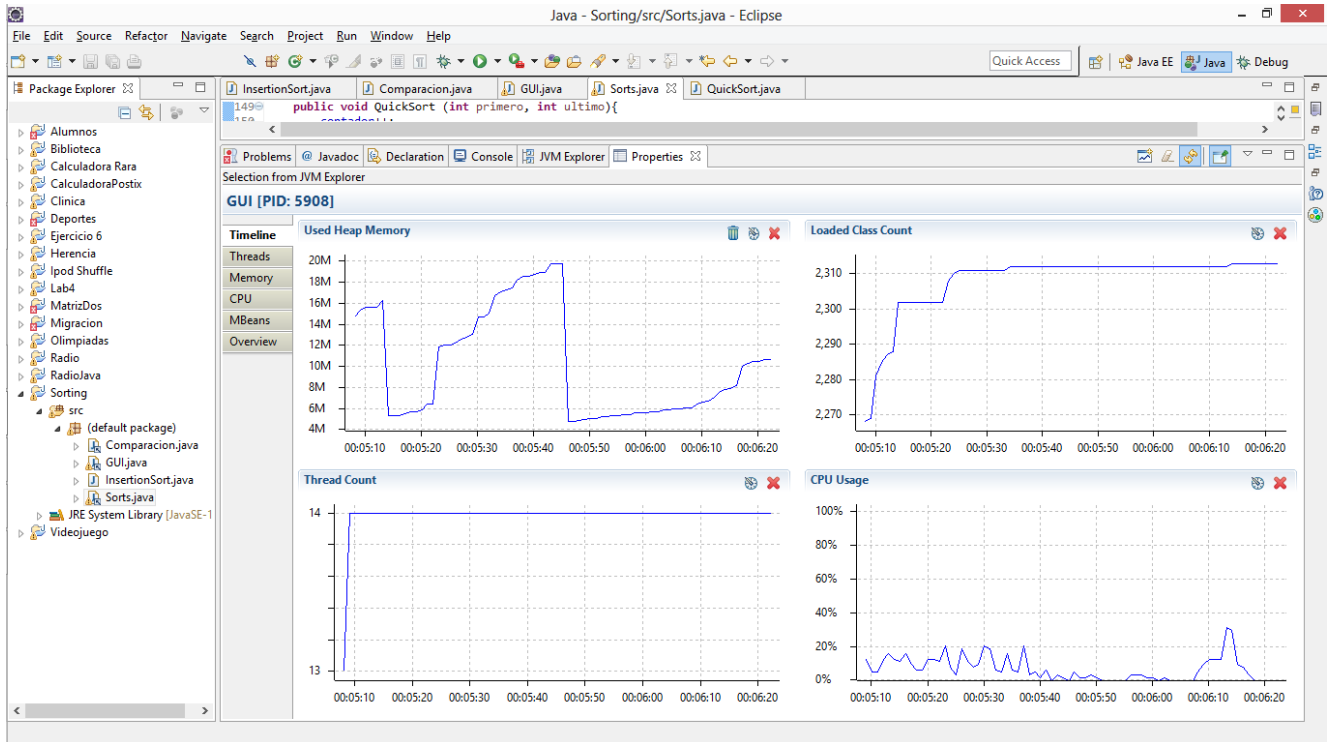 Java - Sorting/src/Sorts.java - Eclipse
File Edit Source Refactor Navigate Search Project Run Window Help
Quick Access Java EE Java Debug
Package Explorer
Alumnos
Biblioteca
Calculadora Rara
CalculadoraPostix
Clinica
Deportes
Ejercicio 6
Herencia
Ipod Shuffle
Lab4
MatrizDos
Migracion
Olimpiadas
Radio
RadioJava
Sorting
src
(default package)
Comparacion.java
GUI.java
InsertionSort.java
Sorts.java
JRE System Library [JavaSE-1
Videojuego
InsertionSort.java Comparacion.java GUI.java Sorts.java QuickSort.java
149 public void QuickSort (int primero, int ultimo){
150 contador++;
Problems Javadoc Declaration Console JVM Explorer Properties
Selection from JVM Explorer
GUI [PID: 5908]
Timeline
Threads
Memory
CPU
MBeans
Overview
Used Heap Memory
20M
18M
16M
14M
12M
10M
8M
6M
4M
00:05:10 00:05:20 00:05:30 00:05:40 00:05:50 00:06:00 00:06:10 00:06:20
Loaded Class Count
2,310
2,300
2,290
2,280
2,270
00:05:10 00:05:20 00:05:30 00:05:40 00:05:50 00:06:00 00:06:10 00:06:20
Thread Count
14
13
00:05:10 00:05:20 00:05:30 00:05:40 00:05:50 00:06:00 00:06:10 00:06:20
CPU Usage
100%
80%
60%
40%
20%
0%
00:05:10 00:05:20 00:05:30 00:05:40 00:05:50 00:06:00 00:06:10 00:06:20